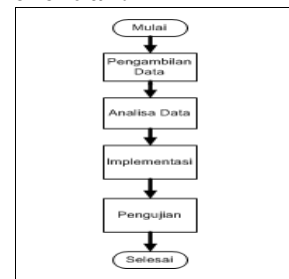 Mulai
Pengambilan
Data
Analisa Data
Implementasi
Pengujian
Selesai